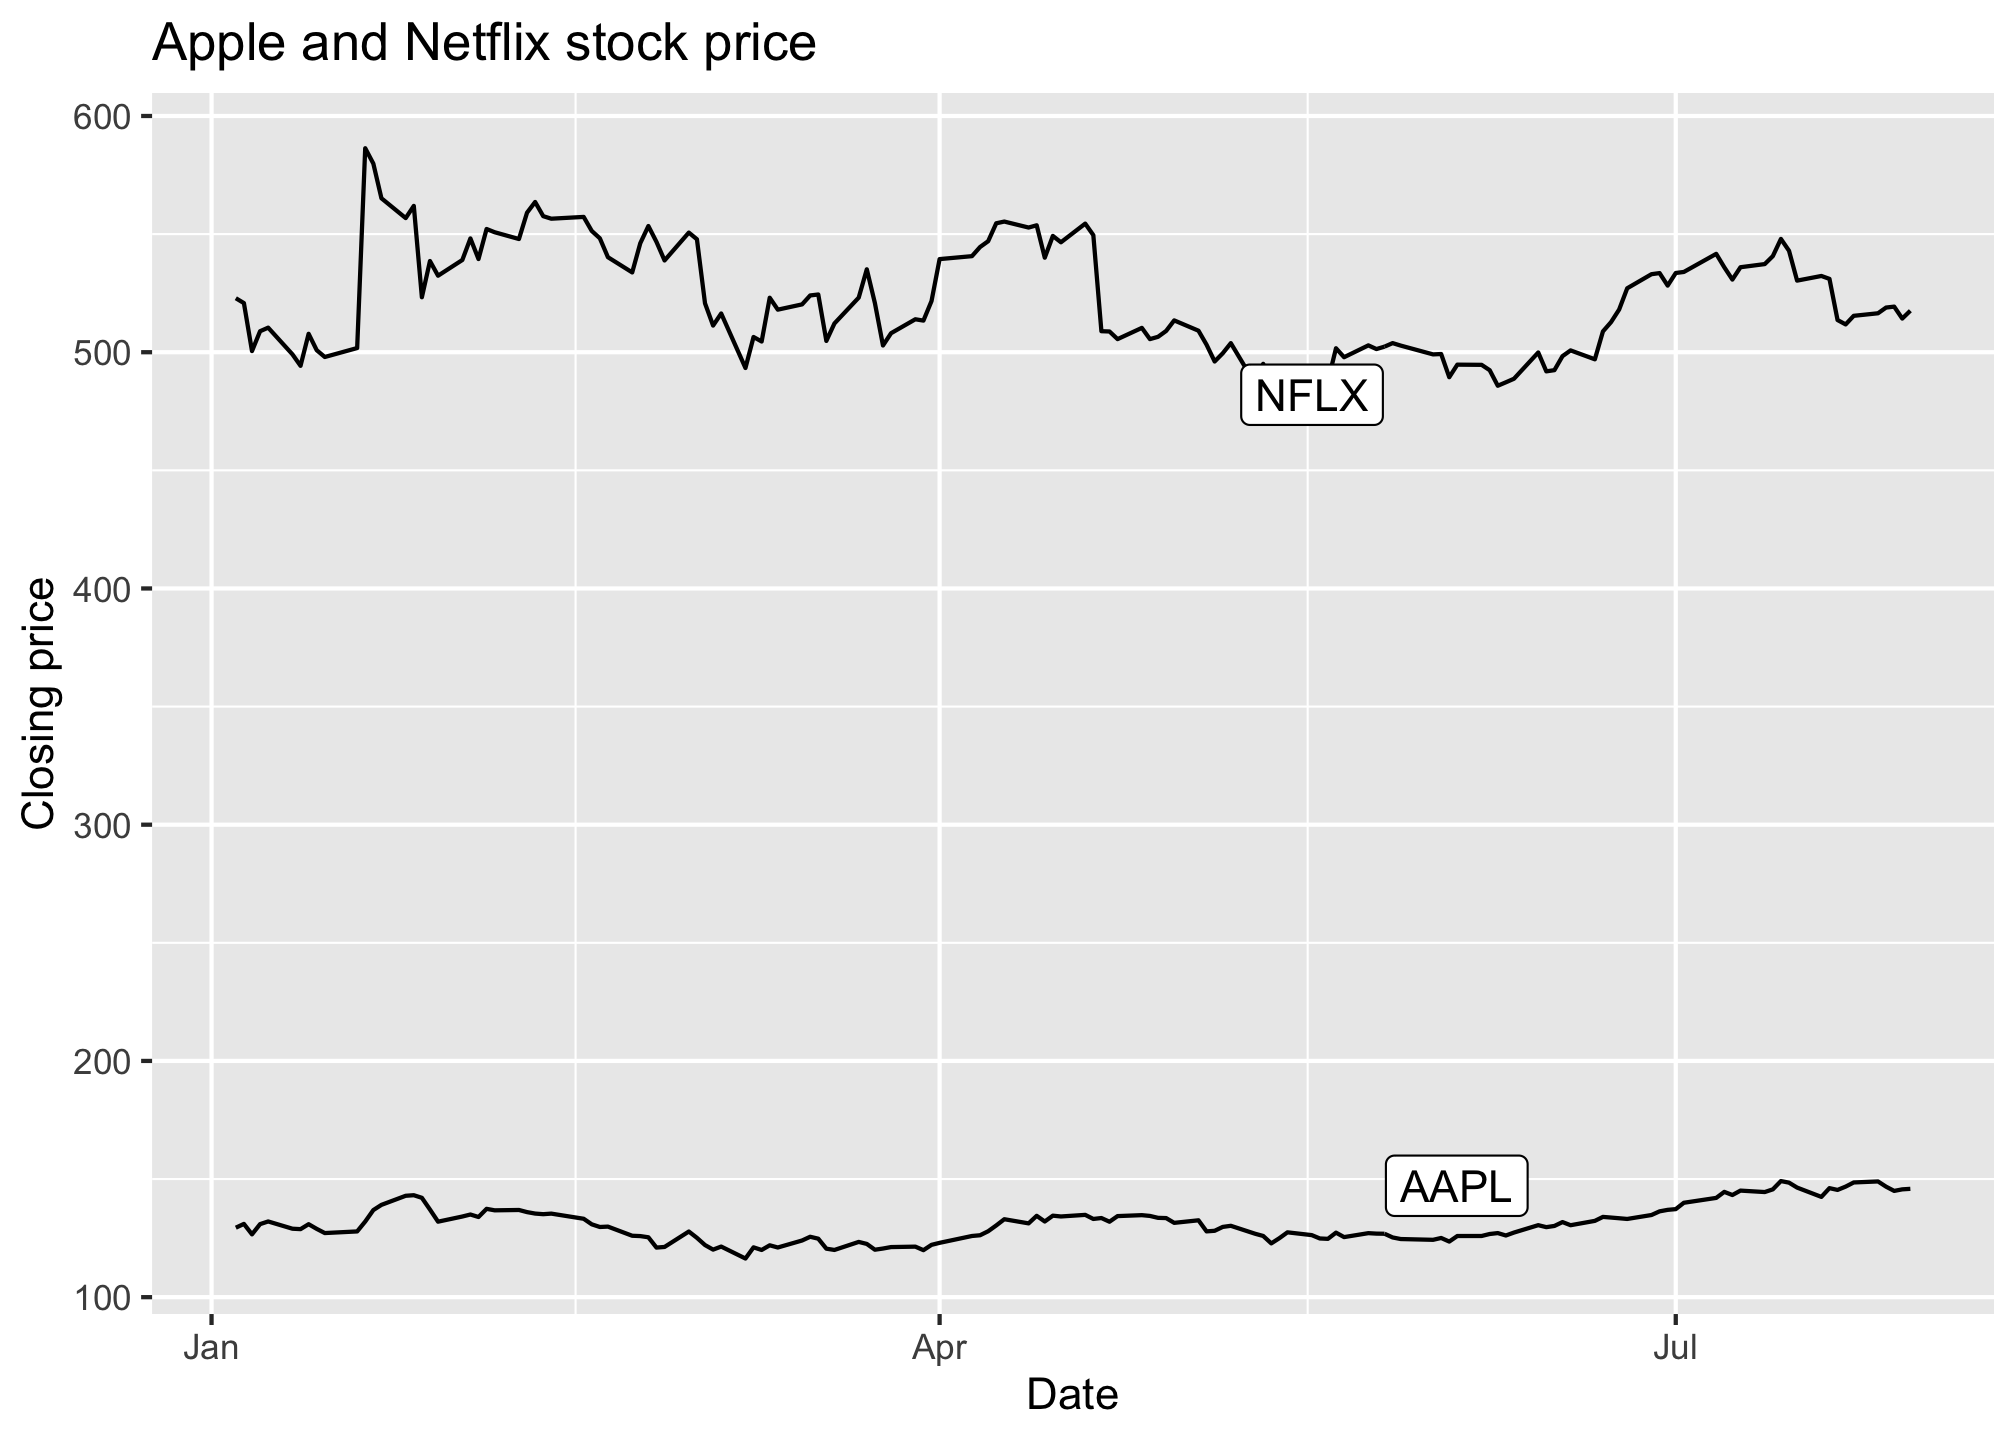 Apple and Netflix stock price
600
500
400
300
200
100
Closing price
NFLX
AAPL
Jan
Apr
Jul
Date